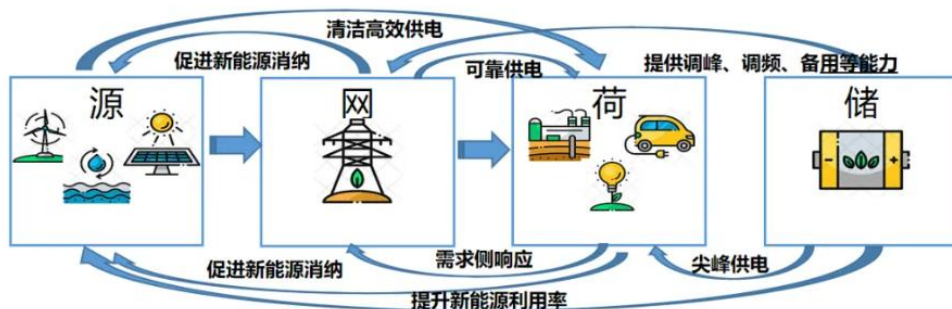 清洁高效供电
促进新能源消纳
可靠供电
提供调峰、调频、备用等能力
源
网
荷
储
促进新能源消纳
需求侧响应
尖峰供电
提升新能源利用率